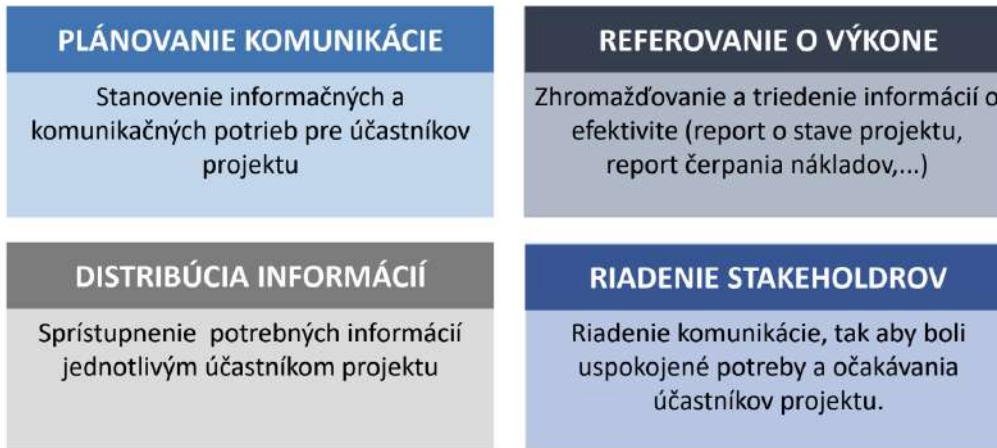 PLÁNOVANIE KOMUNIKÁCIE
Stanovenie informačných a
komunikačných potrieb pre účastníkov
projektu
REFEROVANIE O VÝKONE
Zhromažďovanie a triedenie informácií o
efektivite (report o stave projektu,
report čerpania nákladov,...)
DISTRIBÚCIA INFORMÁCIÍ
Sprístupnenie potrebných informácií
jednotlivým účastníkom projektu
RIADENIE STAKEHOLDROV
Riadenie komunikácie, tak aby boli
uspokojené potreby a očakávania
účastníkov projektu.